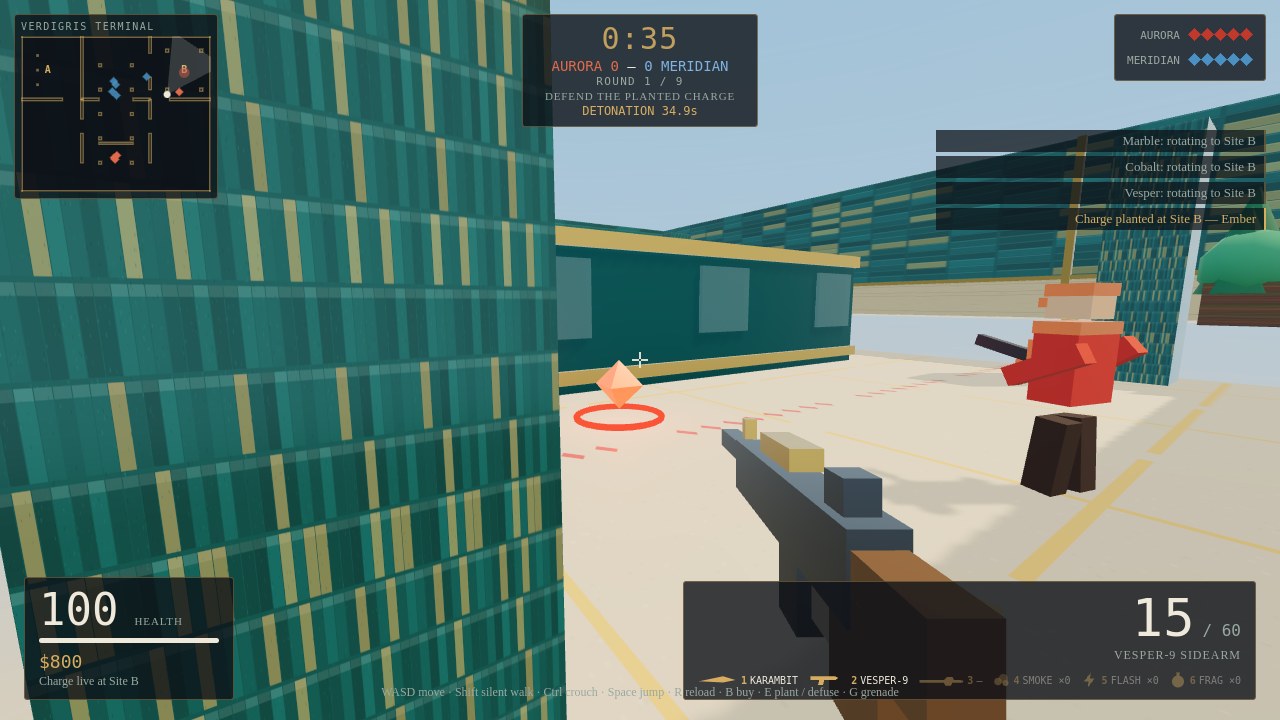 VERDIGRIS TERMINAL
A
B
0:35
AURORA 0 — 0 MERIDIAN
ROUND 1 / 9
DEFEND THE PLANTED CHARGE
DETONATION 34.9s
AURORA
MERIDIAN
Marble: rotating to Site B
Cobalt: rotating to Site B
Vesper: rotating to Site B
Charge planted at Site B — Ember
100 HEALTH
$800
Charge live at Site B
15 / 60
VESPER-9 SIDEARM
1 KARAMBIT 2 VESPER-9 3 — 4 SMOKE ×0 5 FLASH ×0 6 FRAG ×0
WASD move · Shift silent walk · Ctrl crouch · Space jump · R reload · B buy · E plant / defuse · G grenade